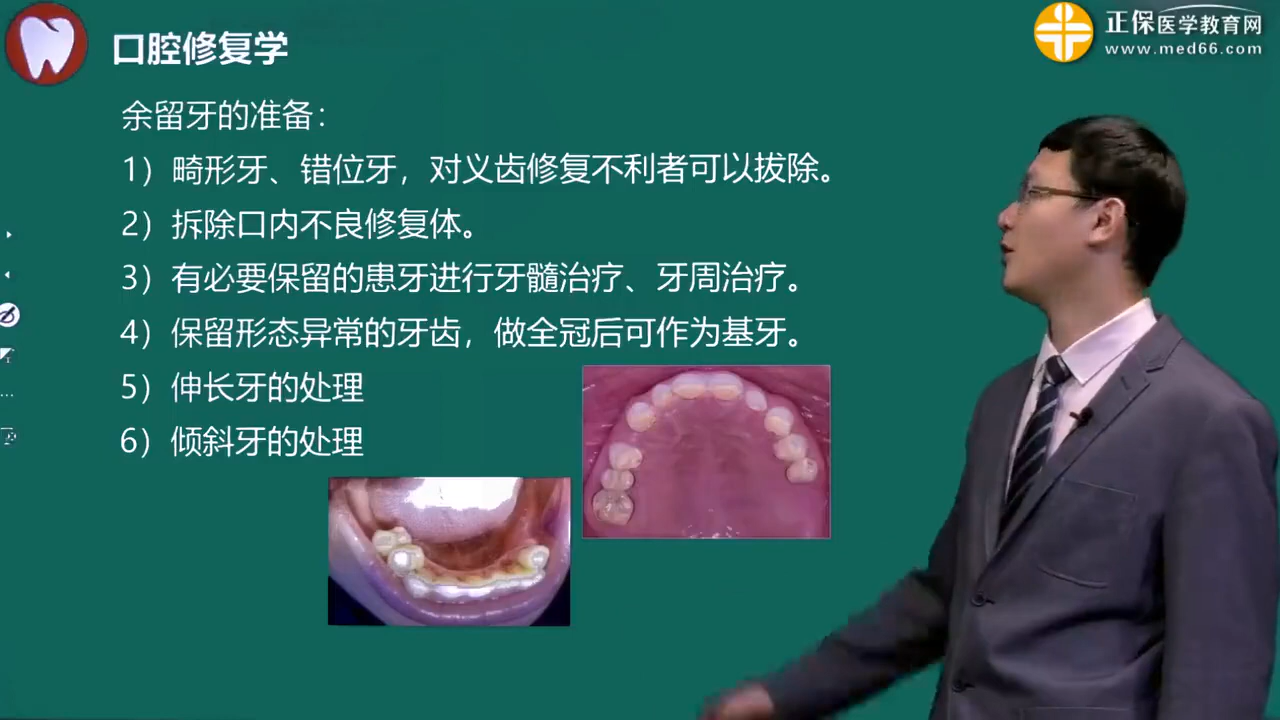 口腔修复学
正保医学教育网
www.med66.com
余留牙的准备：
1）畸形牙、错位牙，对义齿修复不利者可以拔除。
2）拆除口内不良修复体。
3）有必要保留的患牙进行牙髓治疗、牙周治疗。
4）保留形态异常的牙齿，做全冠后可作为基牙。
5）伸长牙的处理
6）倾斜牙的处理